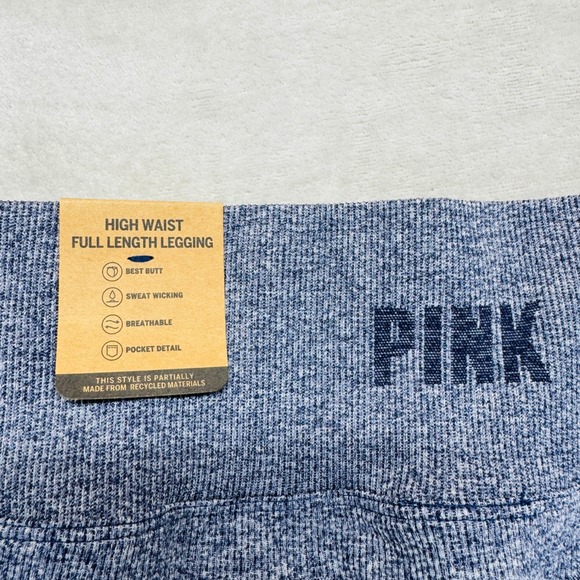 HIGH WAIST
FULL LENGTH LEGGING
BEST BUTT
SWEAT WICKING
BREATHABLE
POCKET DETAIL
THIS STYLE IS PARTIALLY
MADE FROM RECYCLED MATERIALS
PINK